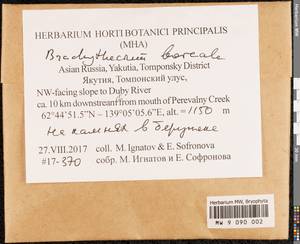 HERBARIUM HORTI BOTANICI PRINCIPALIS
(MHA)
Brachythecium boreale
Asian Russia, Yakutia, Tomponsky District
Якутия, Томпонский улус,
NW-facing slope to Duby River
ca. 10 km downstream from mouth of Perevalny Creek
62°44'51.5"N – 139°05'05.6"E, alt. = 1150 m
На камнях в
27.VIII.2017 coll. M. Ignatov & E. Sofronova
#17-370 собр. М. Игнатов и Е. Софронова
Herbarium MW, Bryophyta
MW 9 090 002